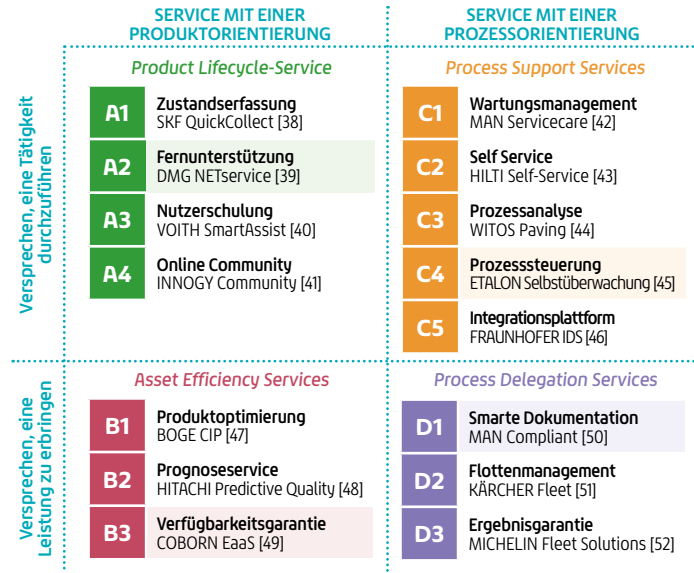 SERVICE MIT EINER
PRODUKTORIENTIERUNG
SERVICE MIT EINER
PROZESSORIENTIERUNG
Versprechen, eine Tätigkeit
durchzuführen
Product Lifecycle-Service
A1
Zustandserfassung
SKF QuickCollect [38]
A2
Fernunterstützung
DMG NETservice [39]
A3
Nutzerschulung
VOITH SmartAssist [40]
A4
Online Community
INNOGY Community [41]
Process Support Services
C1
Wartungsmanagement
MAN Servicecare [42]
C2
Self Service
HILTI Self-Service [43]
C3
Prozessanalyse
WITOS Paving [44]
C4
Prozesssteuerung
ETALON Selbstüberwachung [45]
C5
Integrationsplattform
FRAUNHOFER IDS [46]
Versprechen, eine
Leistung zu erbringen
Asset Efficiency Services
B1
Produktoptimierung
BOGE CIP [47]
B2
Prognoseservice
HITACHI Predictive Quality [48]
B3
Verfügbarkeitsgarantie
COBORN EaaS [49]
Process Delegation Services
D1
Smarte Dokumentation
MAN Compliant [50]
D2
Flottenmanagement
KÄRCHER Fleet [51]
D3
Ergebnisgarantie
MICHELIN Fleet Solutions [52]